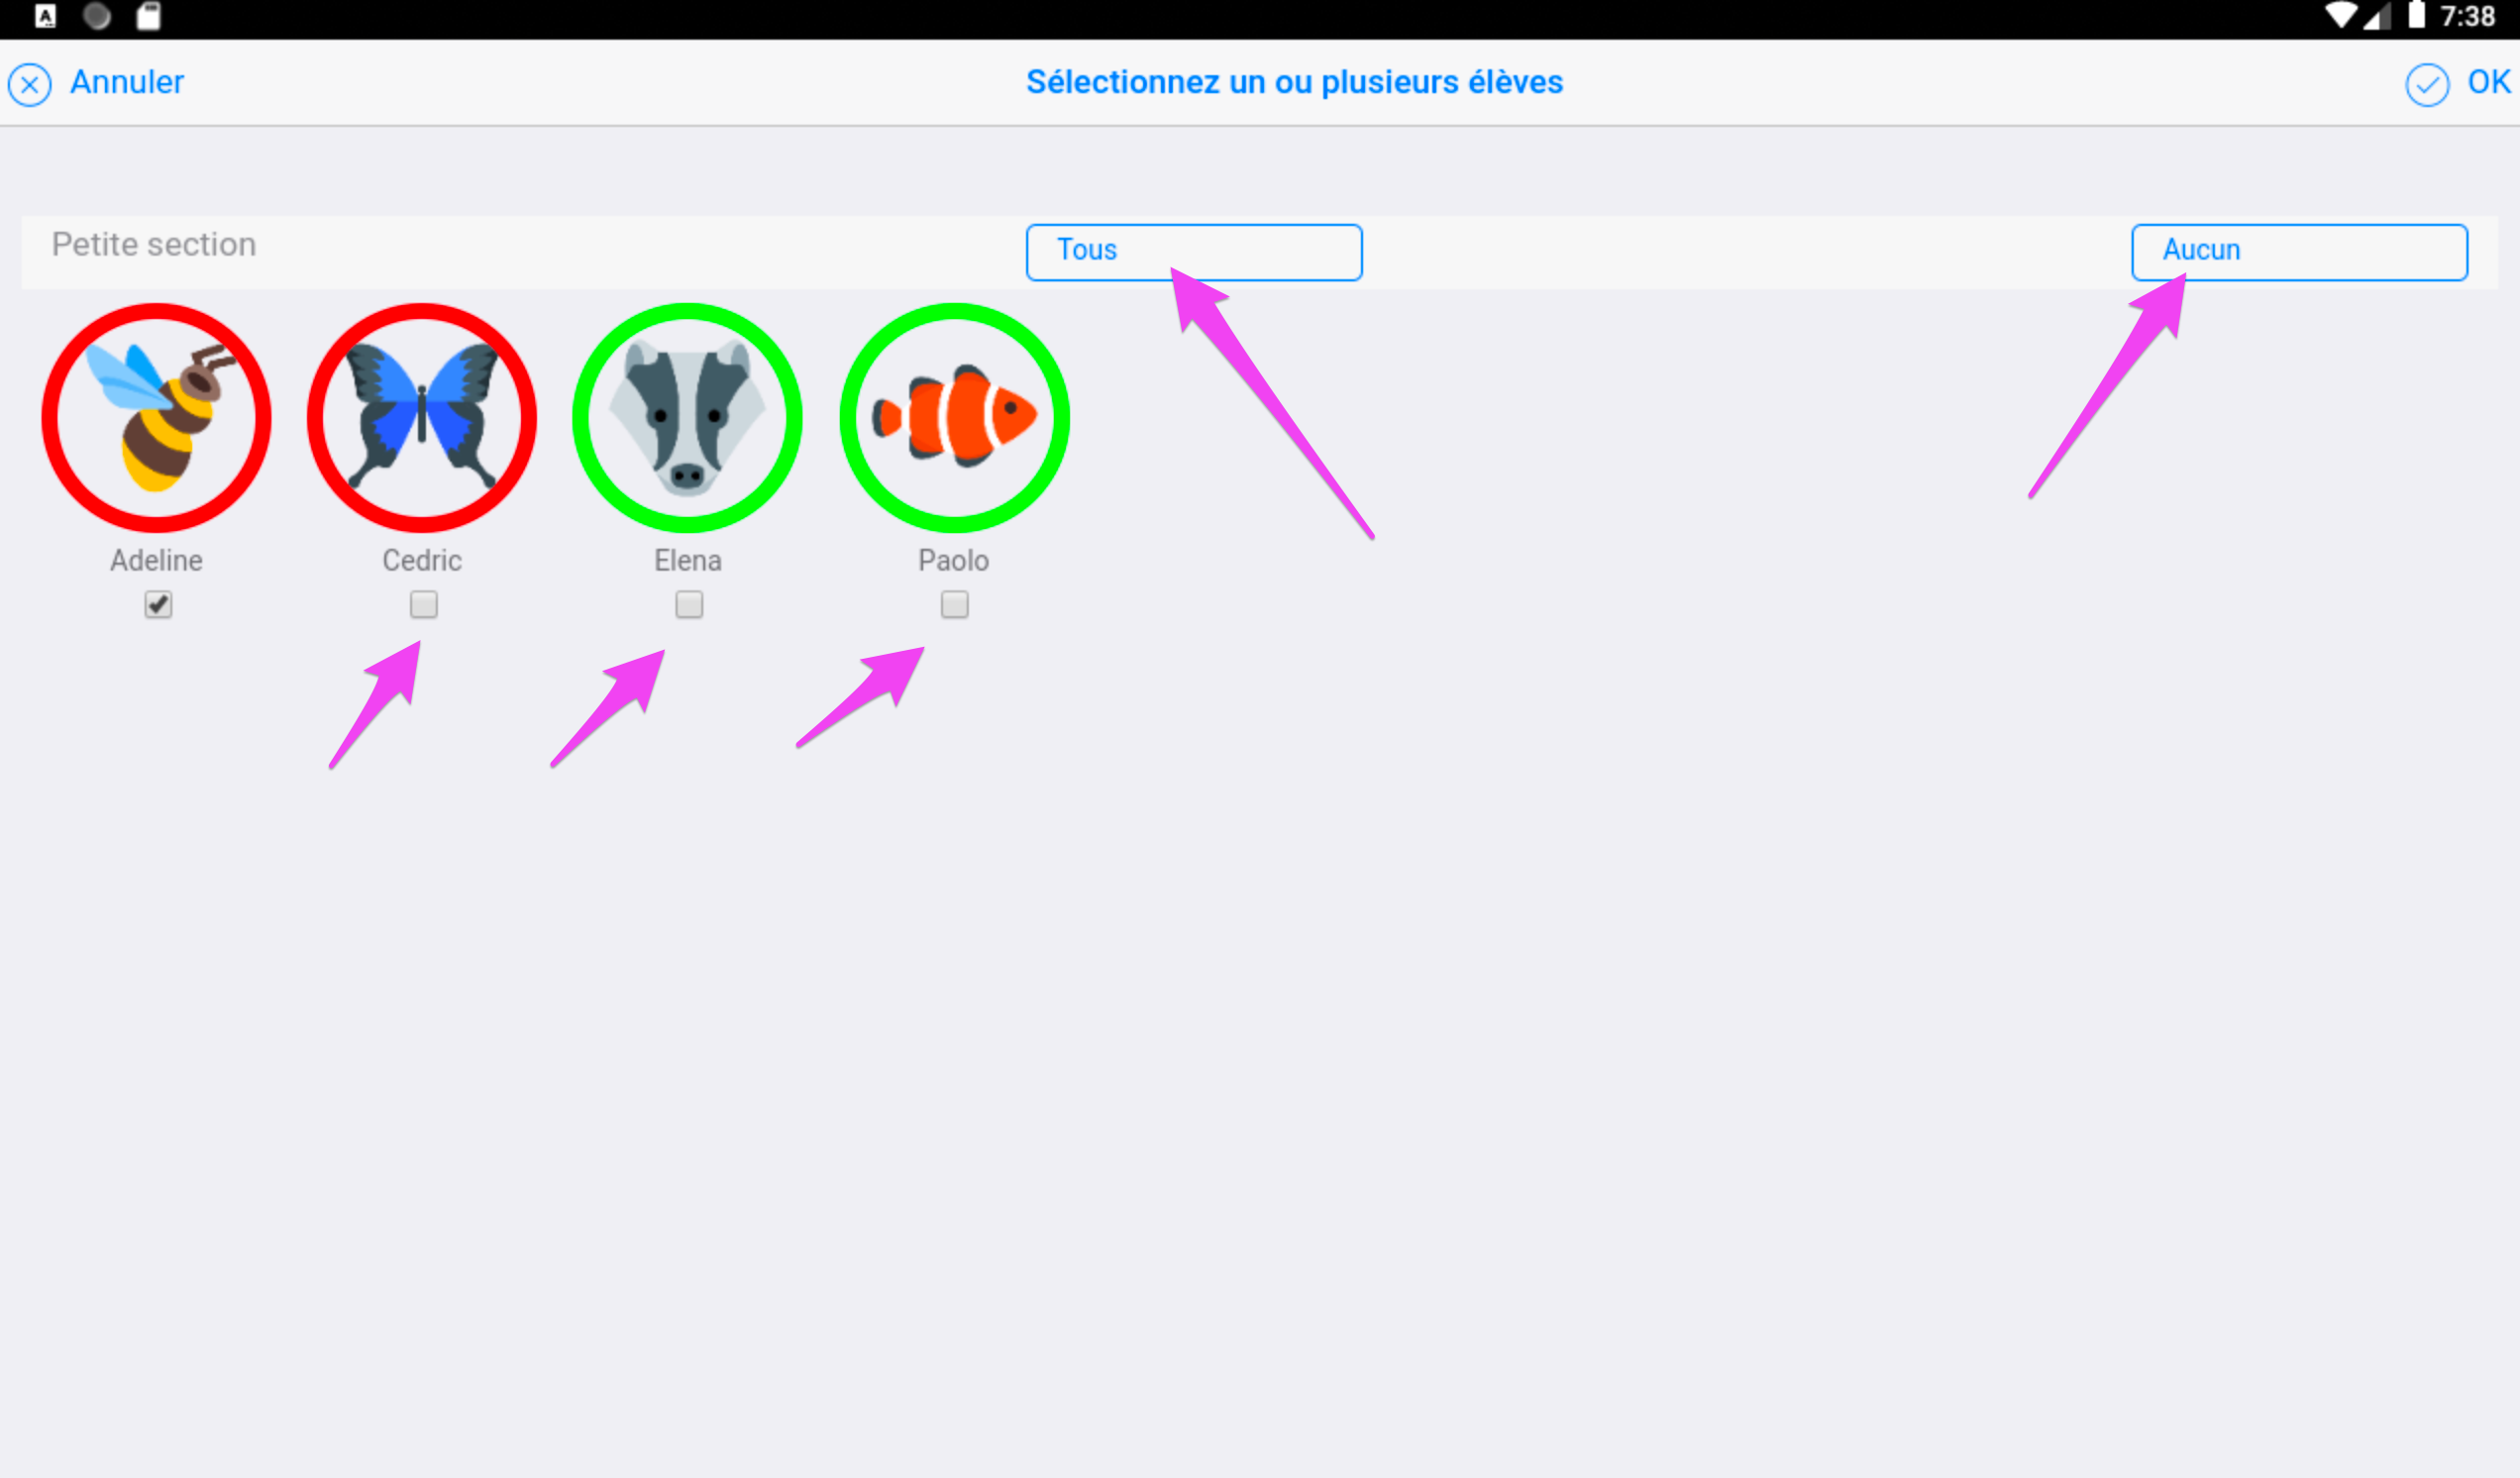 7:38
Annuler
Sélectionnez un ou plusieurs élèves
OK
Petite section
Tous
Aucun
Adeline
Cedric
Elena
Paolo